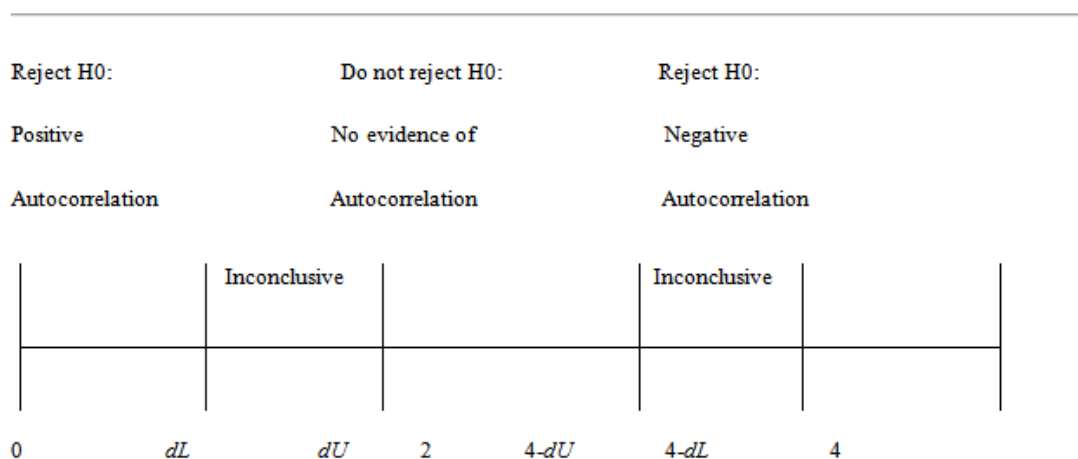 Reject H0: Do not reject H0: Reject H0:
Positive No evidence of Negative
Autocorrelation Autocorrelation Autocorrelation
Inconclusive Inconclusive
0 dL dU 2 4-dU 4-dL 4